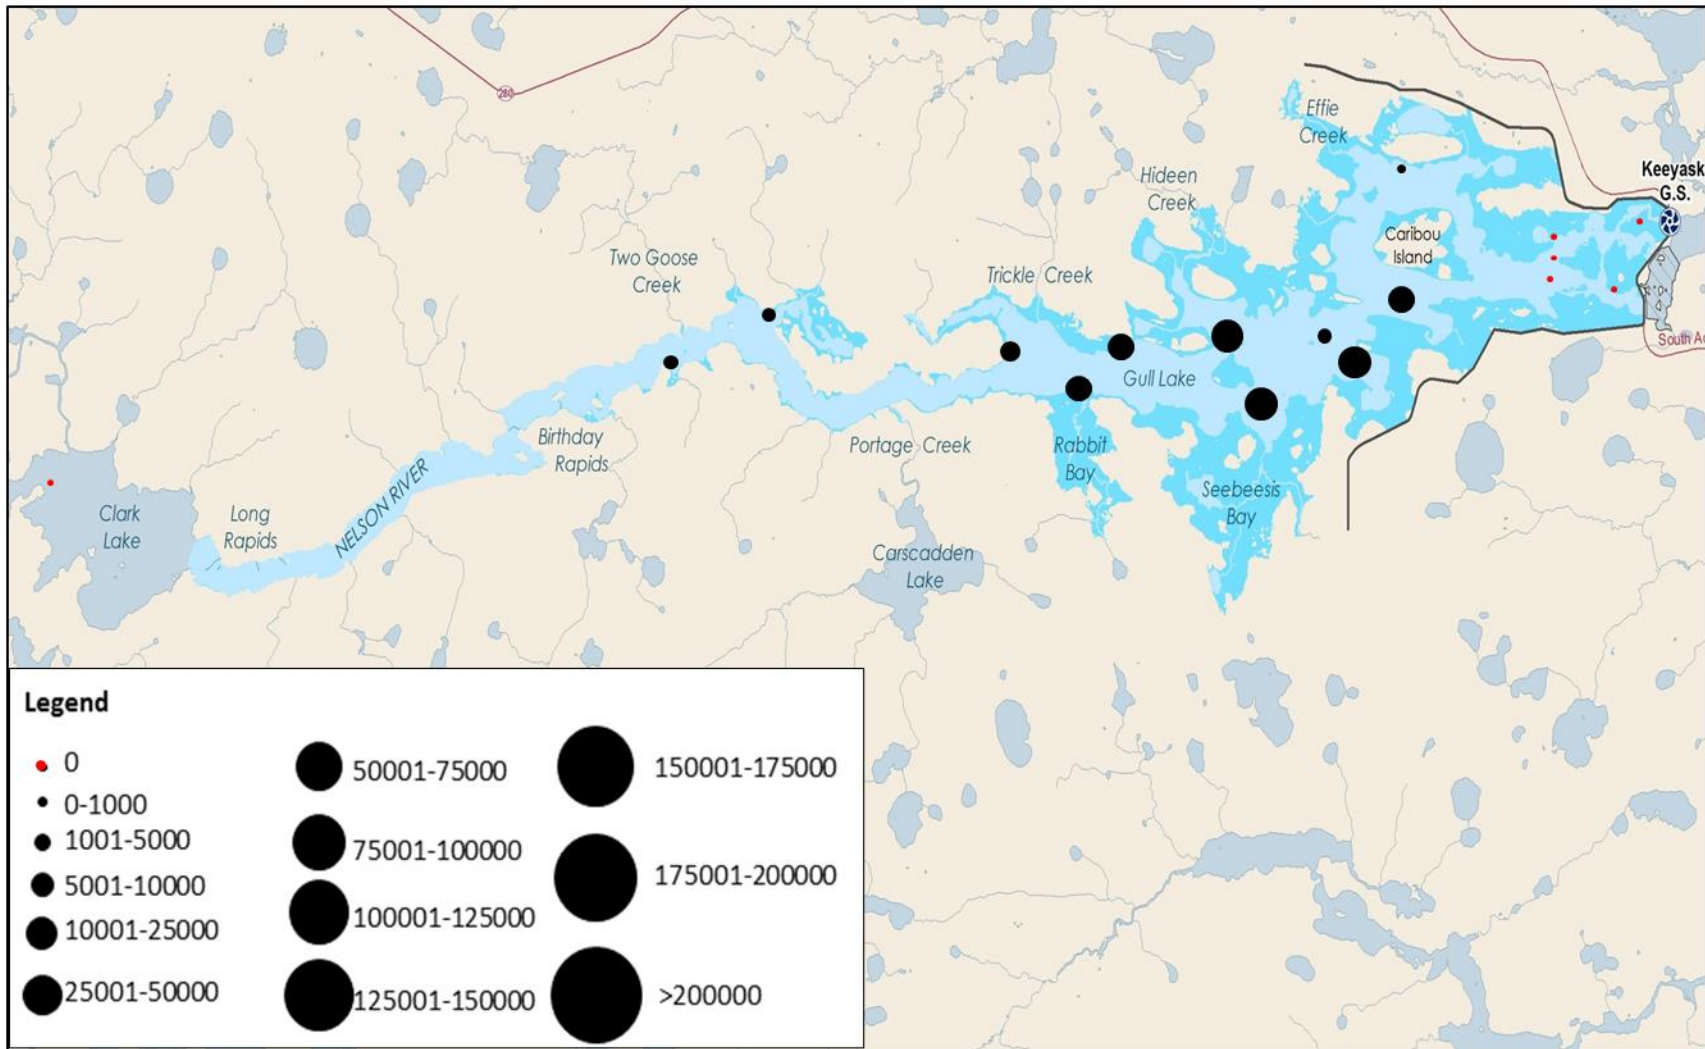 280
Effie
Creek
Keeyask
G.S.
Hideen
Creek
Caribou
Island
Two Goose
Creek
Trickle Creek
South Ac
Gull Lake
Birthday
Rapids
Portage Creek
Rabbit
Bay
NELSON RIVER
Seebeesis
Bay
Clark
Lake
Long
Rapids
Carscadden
Lake
Legend
0
0-1000
1001-5000
5001-10000
10001-25000
25001-50000
50001-75000
75001-100000
100001-125000
125001-150000
150001-175000
175001-200000
>200000